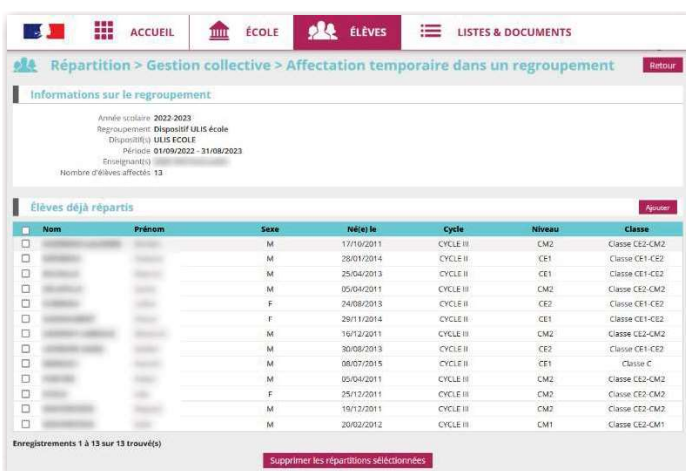 ACCUEIL ÉCOLE ÉLÈVES LISTES & DOCUMENTS
Répartition > Gestion collective > Affectation temporaire dans un regroupement Retour
Informations sur le regroupement
Année scolaire 2022-2023
Regroupement Dispositif ULIS école
Dispositif(s) ULIS ECOLE
Période 01/09/2022 - 31/08/2023
Enseignant(s)
Nombre d'élèves affectés 13
Élèves déjà répartis Ajouter
Nom Prénom Sexe Né(e) le Cycle Niveau Classe
M 17/10/2011 CYCLE III CM2 Classe CE2-CM2
M 28/01/2014 CYCLE II CE1 Classe CE1-CE2
M 25/04/2013 CYCLE II CE1 Classe CE1-CE2
M 05/04/2011 CYCLE III CM2 Classe CE2-CM2
F 24/08/2013 CYCLE II CE2 Classe CE1-CE2
F 29/11/2014 CYCLE II CE1 Classe CE1-CE2
M 16/12/2011 CYCLE III CM2 Classe CE2-CM2
M 30/08/2013 CYCLE II CE2 Classe CE1-CE2
M 08/07/2015 CYCLE II CE1 Classe C
M 05/04/2011 CYCLE III CM2 Classe CE2-CM2
F 25/12/2011 CYCLE III CM2 Classe CE2-CM2
M 19/12/2011 CYCLE III CM2 Classe CE2-CM2
M 20/02/2012 CYCLE III CM1 Classe CE2-CM1
Enregistrements 1 à 13 sur 13 trouvé(s)
Supprimer les répartitions séléctionnées